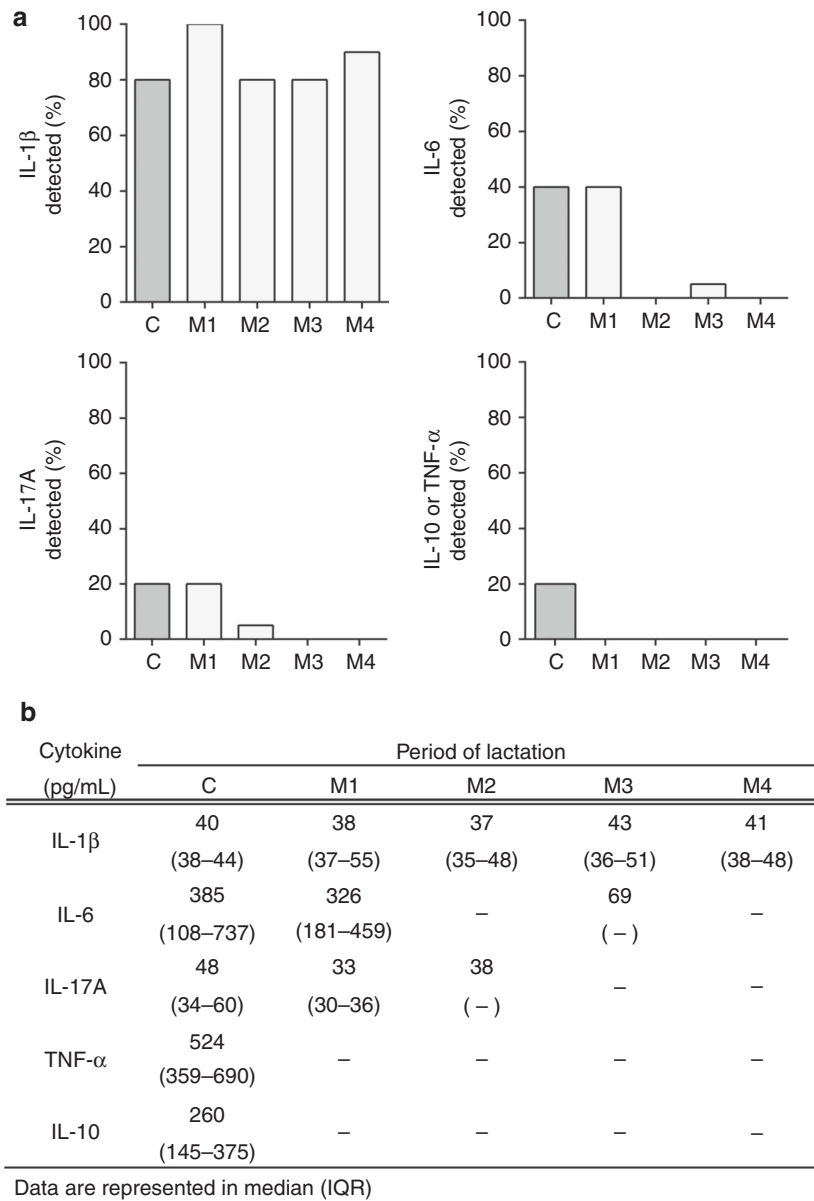 a
IL-1β
detected (%)
100
80
60
40
20
0
C M1 M2 M3 M4
IL-6
detected (%)
100
80
60
40
20
0
C M1 M2 M3 M4
IL-17A
detected (%)
100
80
60
40
20
0
C M1 M2 M3 M4
IL-10 or TNF-α
detected (%)
100
80
60
40
20
0
C M1 M2 M3 M4
b
Cytokine Period of lactation
(pg/mL) C M1 M2 M3 M4
IL-1β
40 38 37 43 41
(38–44) (37–55) (35–48) (36–51) (38–48)
IL-6
385 326 – 69 –
(108–737) (181–459) ( – )
IL-17A
48 33 38 – –
(34–60) (30–36) ( – )
TNF-α
524 – – – –
(359–690)
IL-10
260 – – – –
(145–375)
Data are represented in median (IQR)